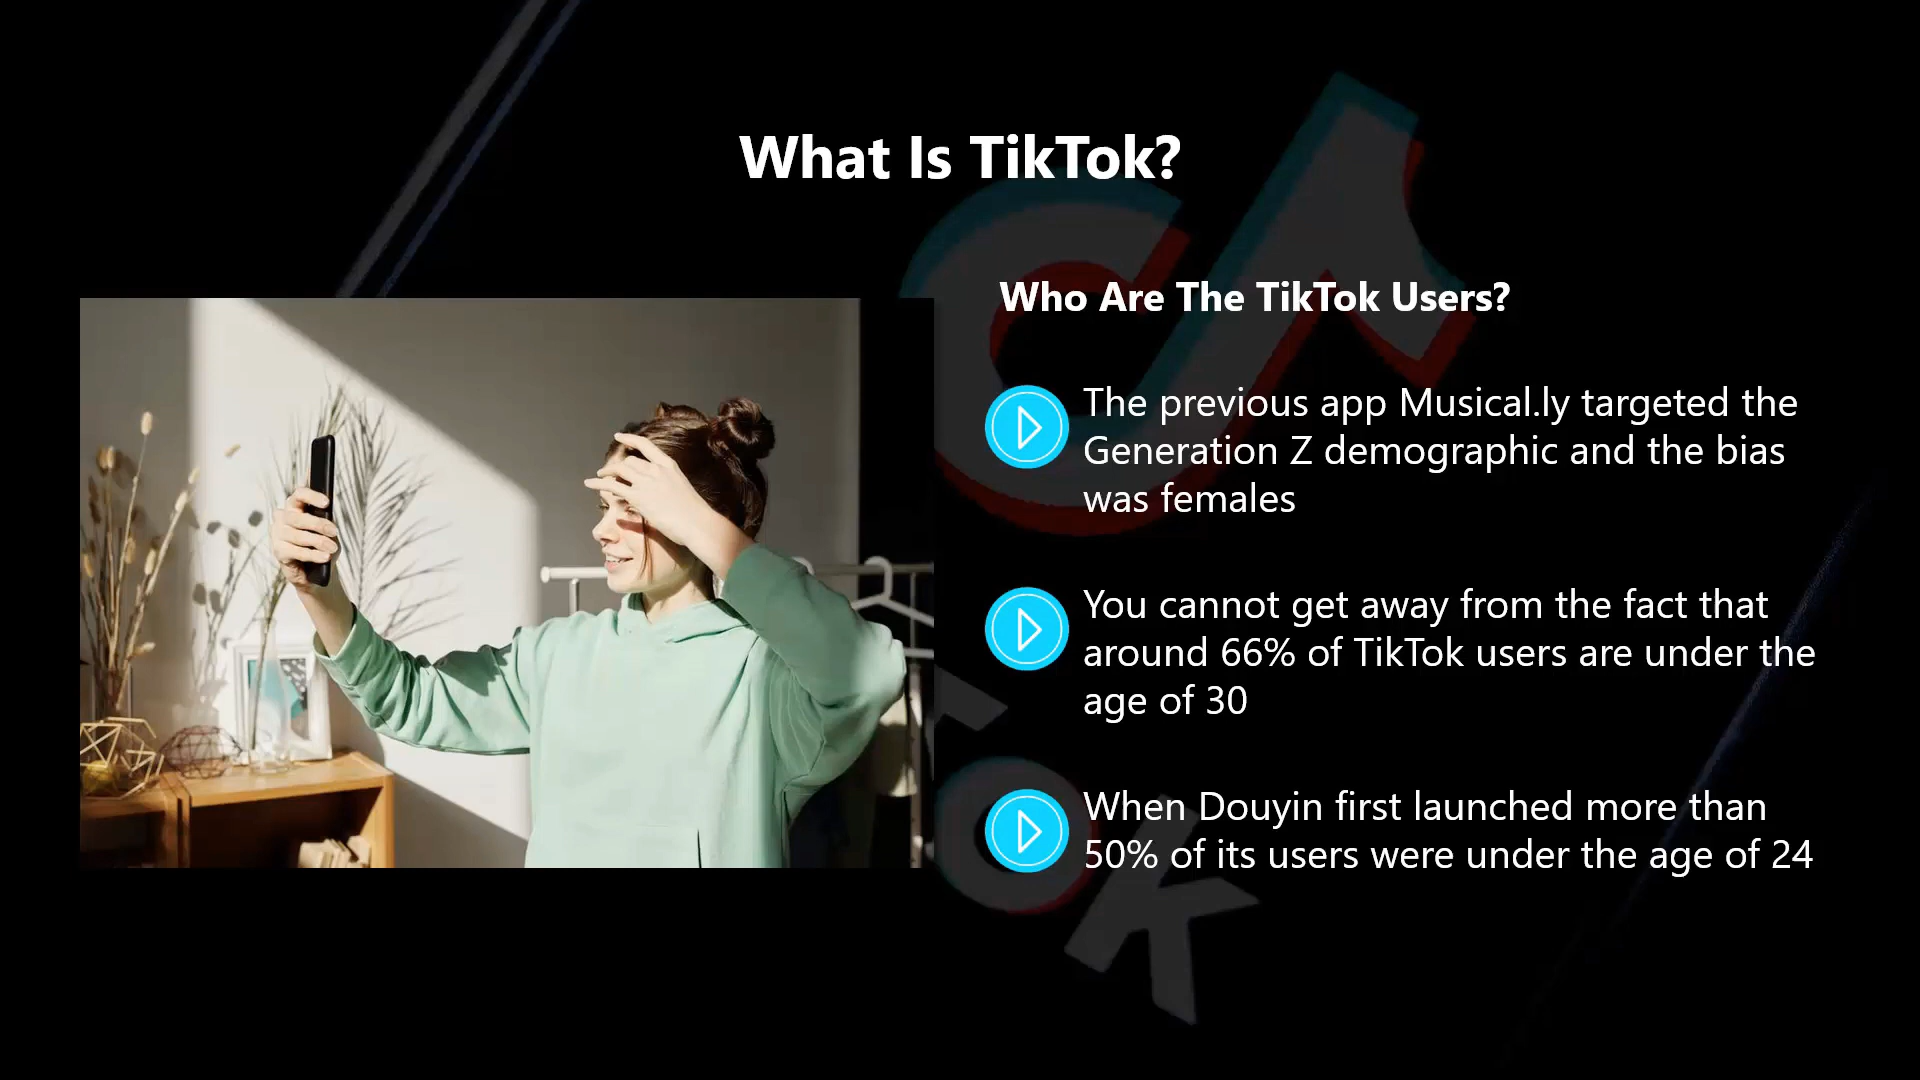 What Is TikTok?
Who Are The TikTok Users?
The previous app Musical.ly targeted the
Generation Z demographic and the bias
was females
You cannot get away from the fact that
around 66% of TikTok users are under the
age of 30
When Douyin first launched more than
50% of its users were under the age of 24